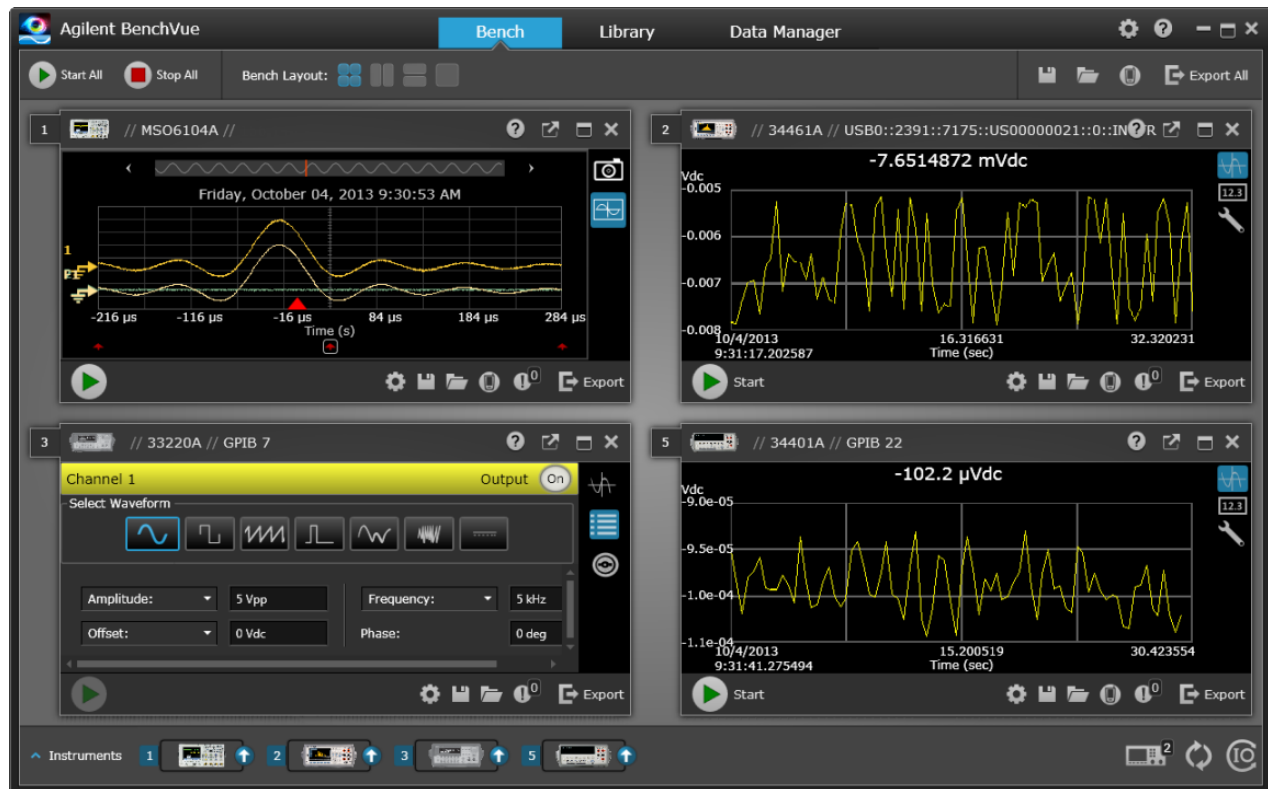 Agilent BenchVue
Bench Library Data Manager
Start All Stop All Bench Layout: Export All
1 // MSO6104A //
Friday, October 04, 2013 9:30:53 AM
1
-216 µs -116 µs -16 µs 84 µs 184 µs 284 µs
Time (s)
0 Export
2 // 34461A // USB0::2391::7175::US00000021::0::IN R
-7.6514872 mVdc
Vdc
-0.005
12.3
-0.006
-0.007
-0.008
10/4/2013 16.316631 32.320231
9:31:17.202587 Time (sec)
Start 0 Export
3 // 33220A // GPIB 7
Channel 1 Output On
Select Waveform
Amplitude: 5 Vpp Frequency: 5 kHz
Offset: 0 Vdc Phase: 0 deg
0 Export
5 // 34401A // GPIB 22
-102.2 µVdc
Vdc
-9.0e-05
12.3
-9.5e-05
-1.0e-04
-1.1e-04
10/4/2013 15.200519 30.423554
9:31:41.275494 Time (sec)
Start 0 Export
Instruments 1 2 3 5 2 IO